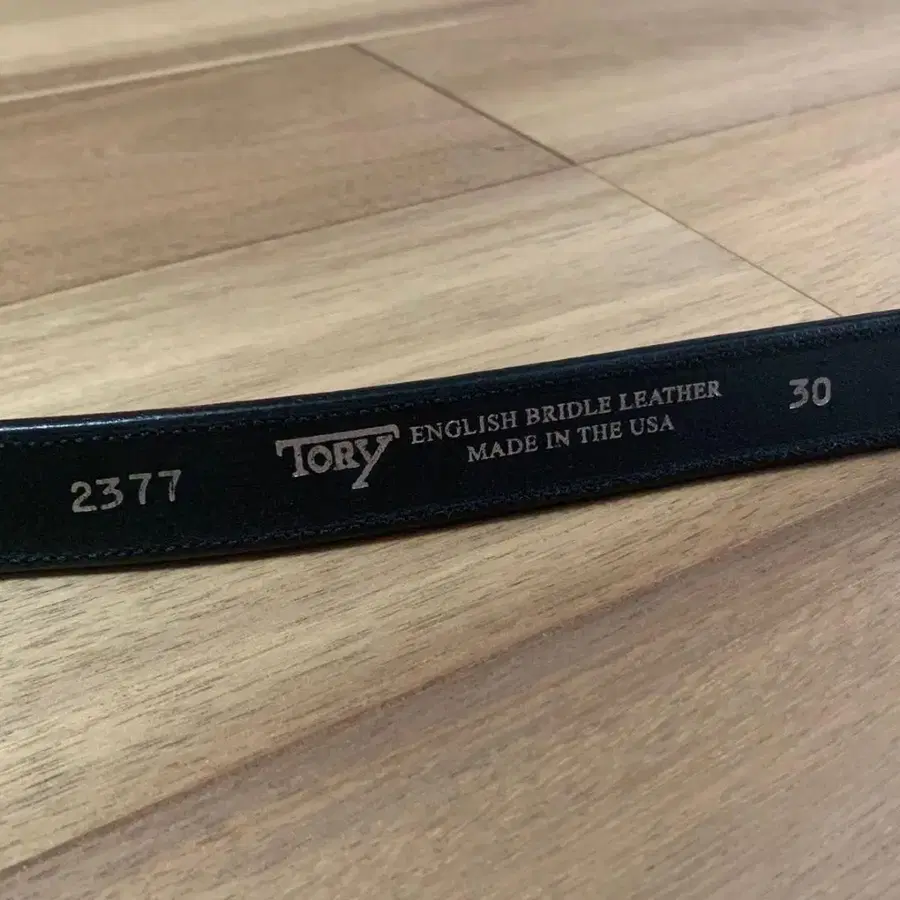 2377
TORY
ENGLISH BRIDLE LEATHER
MADE IN THE USA
30